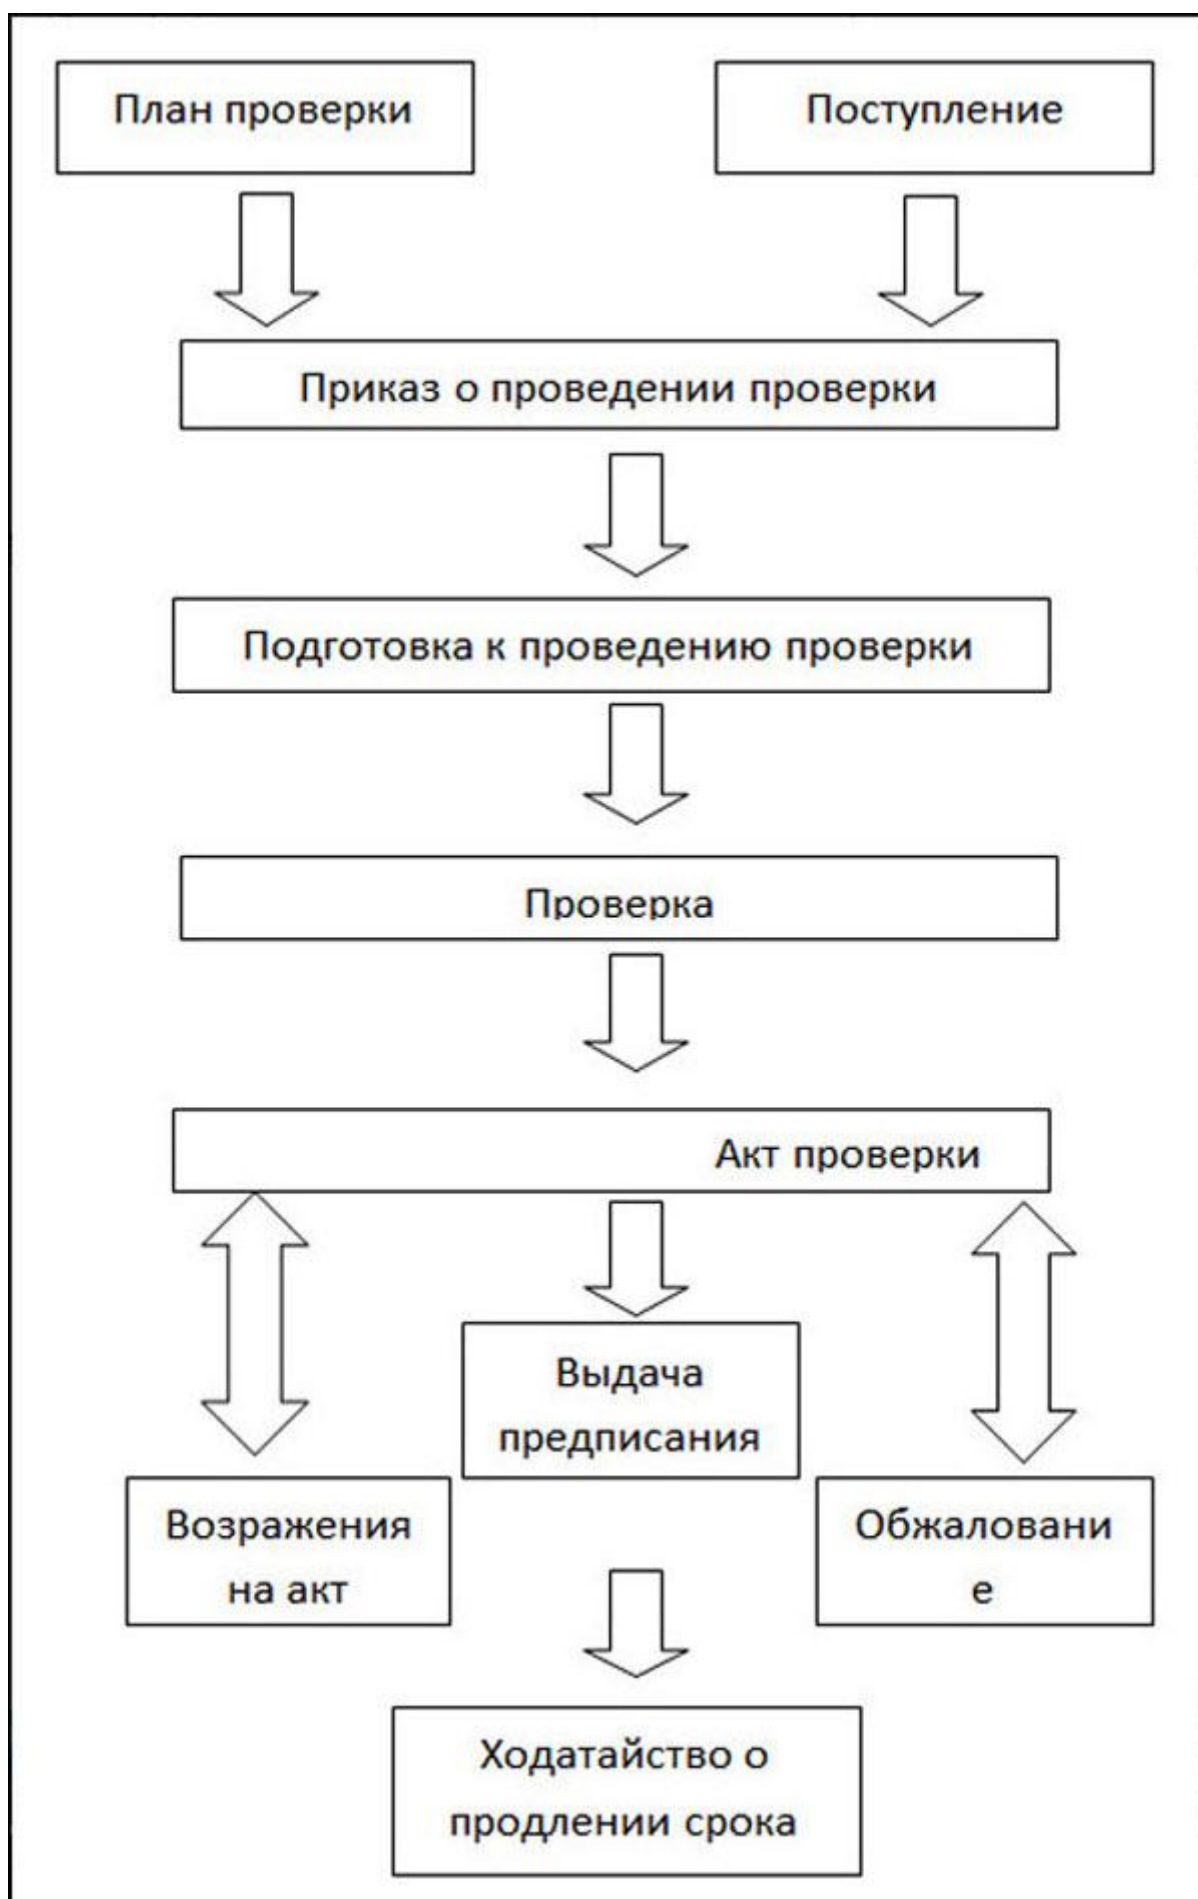 План проверки
Поступление
Приказ о проведении проверки
Подготовка к проведению проверки
Проверка
Акт проверки
Выдача
предписания
Возражения
на акт
Обжаловани
е
Ходатайство о
продлении срока